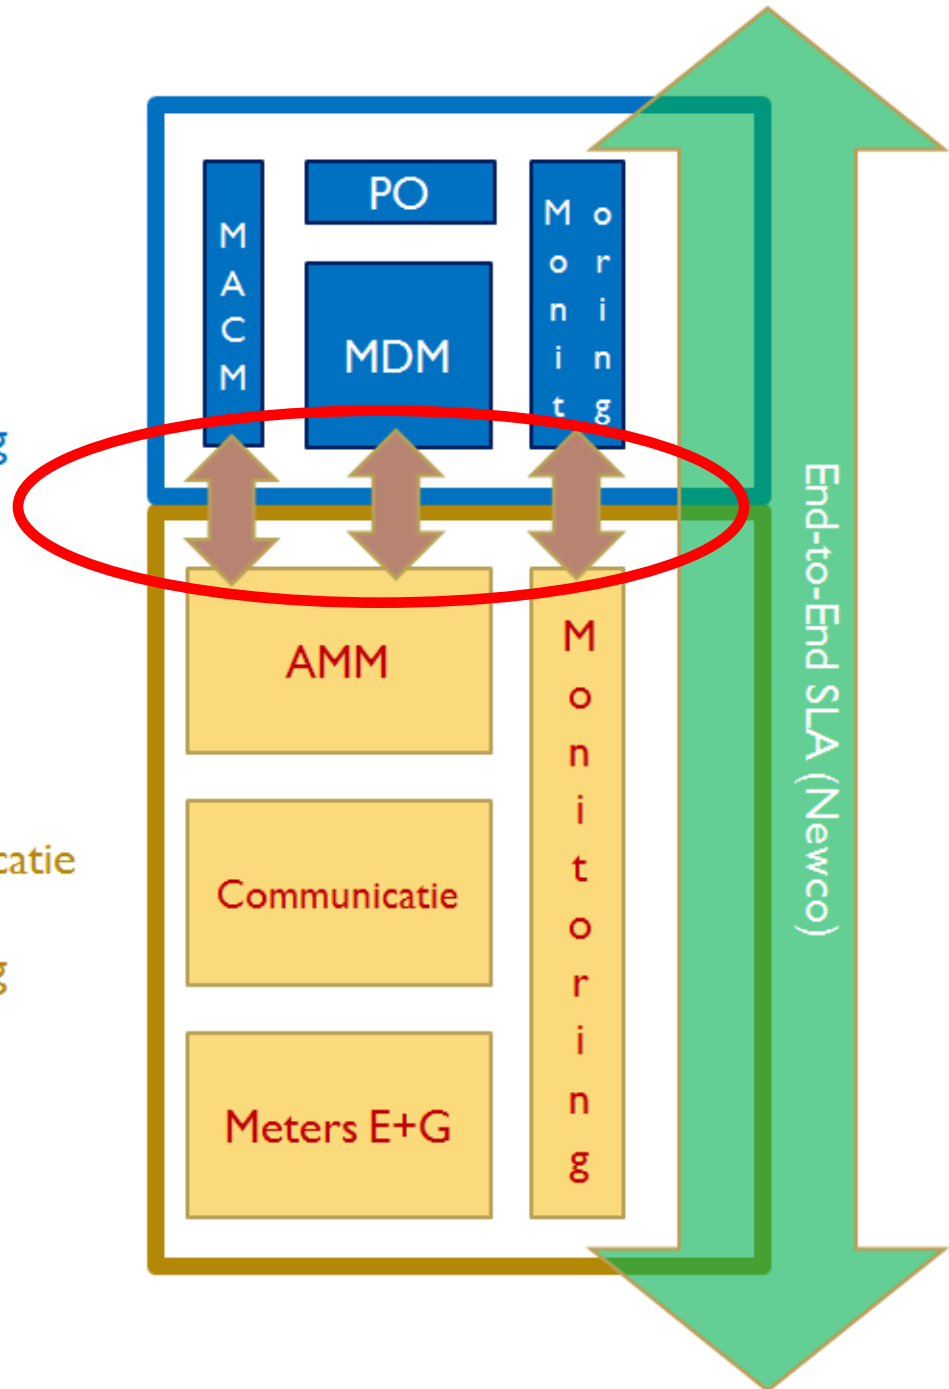 PO
MACM
Monitoring
MDM
g
AMM
Monitoring
End-to-End SLA (Newco)
catie
Communicatie
g
Meters E+G